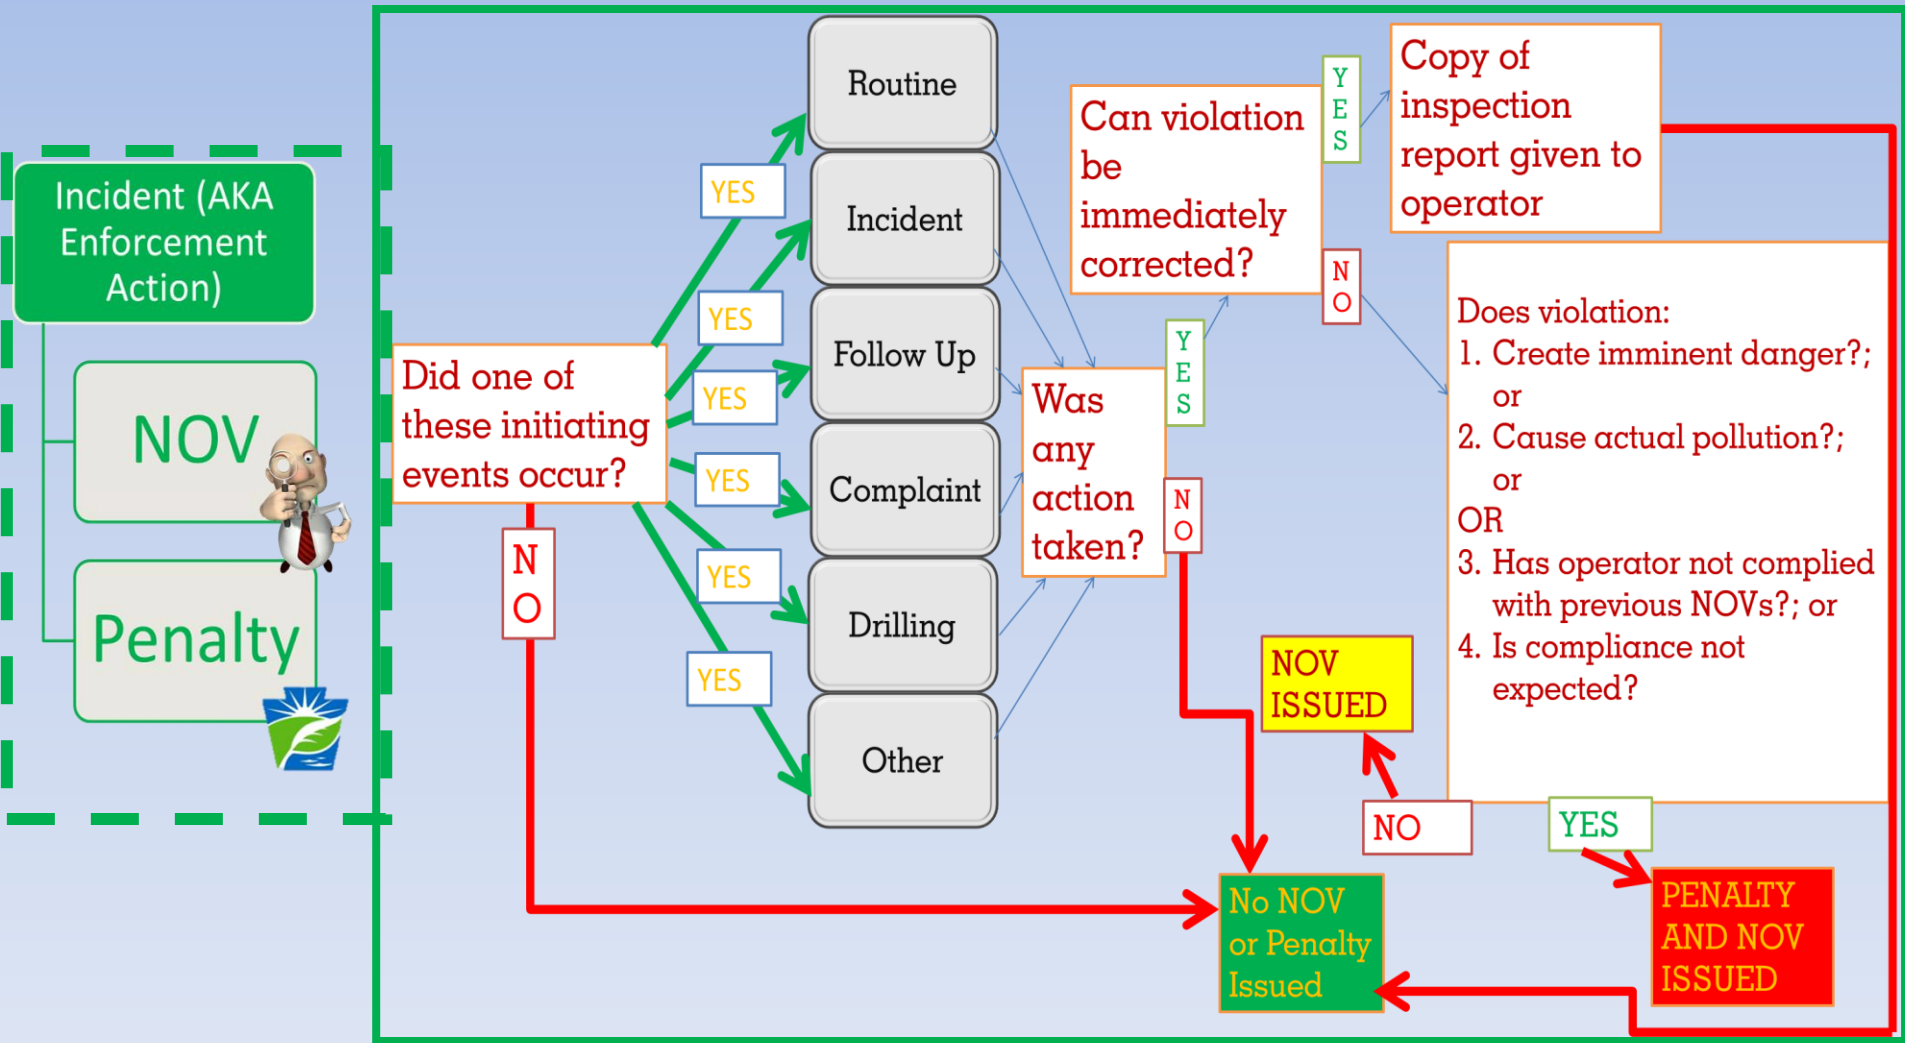 Incident (AKA
Enforcement
Action)
NOV
Penalty
Did one of
these initiating
events occur?
YES
YES
YES
YES
YES
YES
N
O
Routine
Incident
Follow Up
Complaint
Drilling
Other
Was
any
action
taken?
Y
E
S
N
O
Can violation
be
immediately
corrected?
Y
E
S
N
O
Copy of
inspection
report given to
operator
Does violation:
1. Create imminent danger?;
or
2. Cause actual pollution?;
or
OR
3. Has operator not complied
with previous NOVs?; or
4. Is compliance not
expected?
NO
YES
NOV
ISSUED
No NOV
or Penalty
Issued
PENALTY
AND NOV
ISSUED